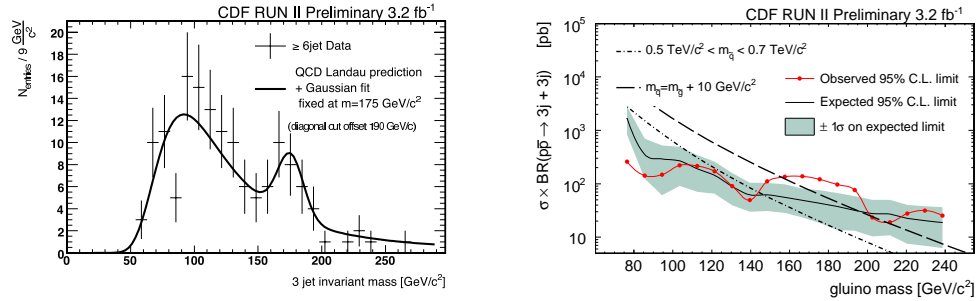 CDF RUN II Preliminary 3.2 fb⁻¹
N_entries / 9 GeV/c²
≥ 6jet Data
QCD Landau prediction
+ Gaussian fit
fixed at m=175 GeV/c²
(diagonal cut offset 190 GeV/c)
20
18
16
14
12
10
8
6
4
2
0
0 50 100 150 200 250
3 jet invariant mass [GeV/c²]
CDF RUN II Preliminary 3.2 fb⁻¹
σ × BR(pp̄ → 3j + 3j) [pb]
0.5 TeV/c² < m_q̃ < 0.7 TeV/c²
m_q̃=m_g̃ + 10 GeV/c²
Observed 95% C.L. limit
Expected 95% C.L. limit
± 1σ on expected limit
10⁵
10⁴
10³
10²
10
60 80 100 120 140 160 180 200 220 240
gluino mass [GeV/c²]